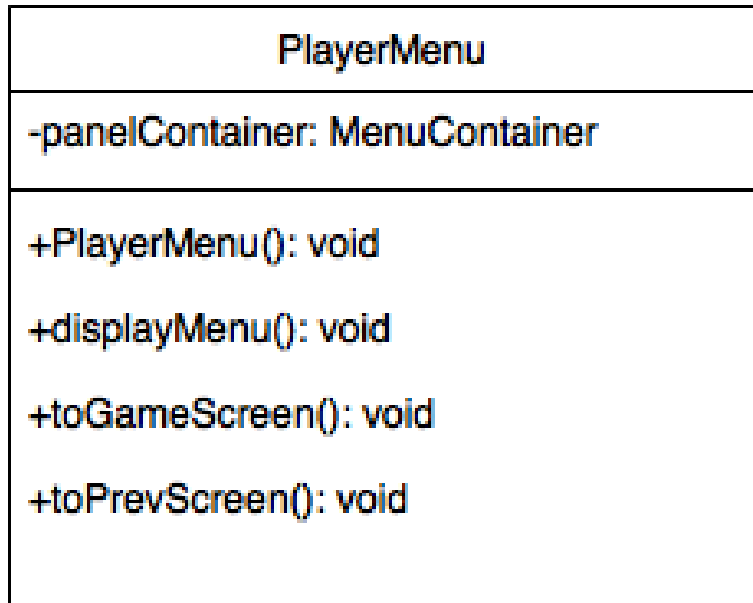 PlayerMenu
-panelContainer: MenuContainer
+PlayerMenu(): void
+displayMenu(): void
+toGameScreen(): void
+toPrevScreen(): void